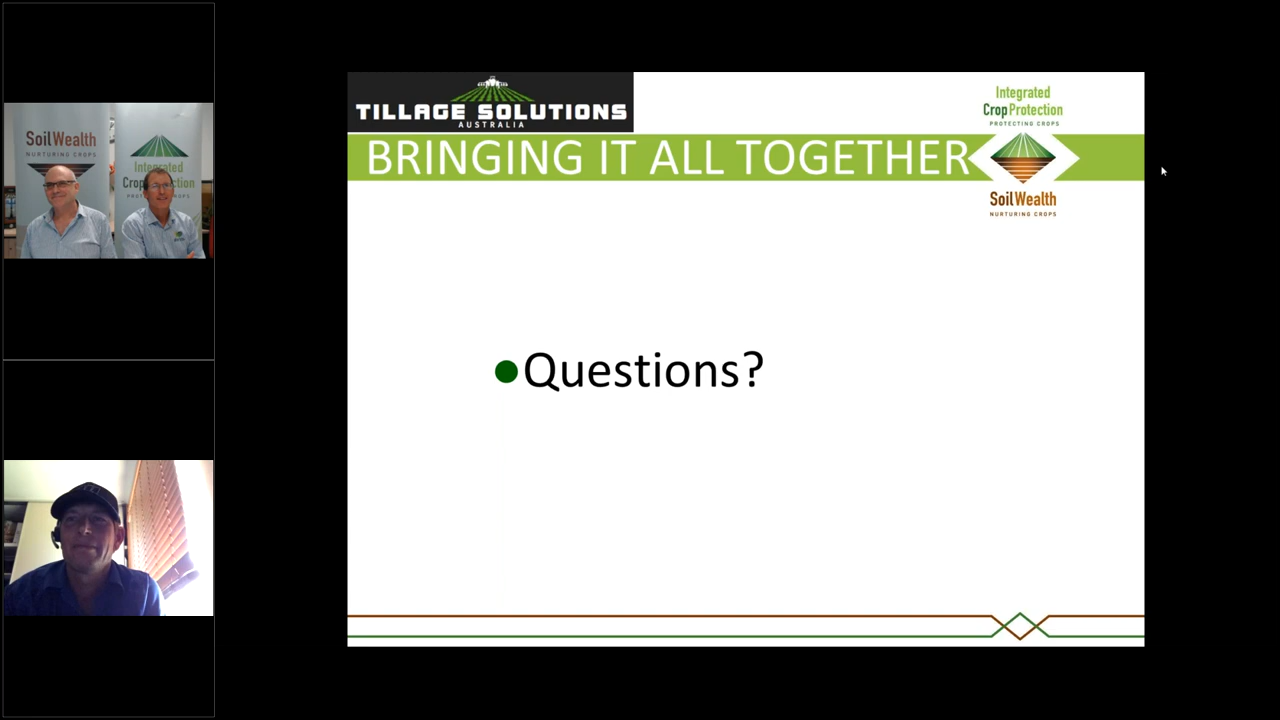 SoilWealth
NURTURING CROPS
Integrated
Crop Protection
TILLAGE SOLUTIONS
AUSTRALIA
BRINGING IT ALL TOGETHER
Integrated
Crop Protection
PROTECTING CROPS
SoilWealth
NURTURING CROPS
Questions?